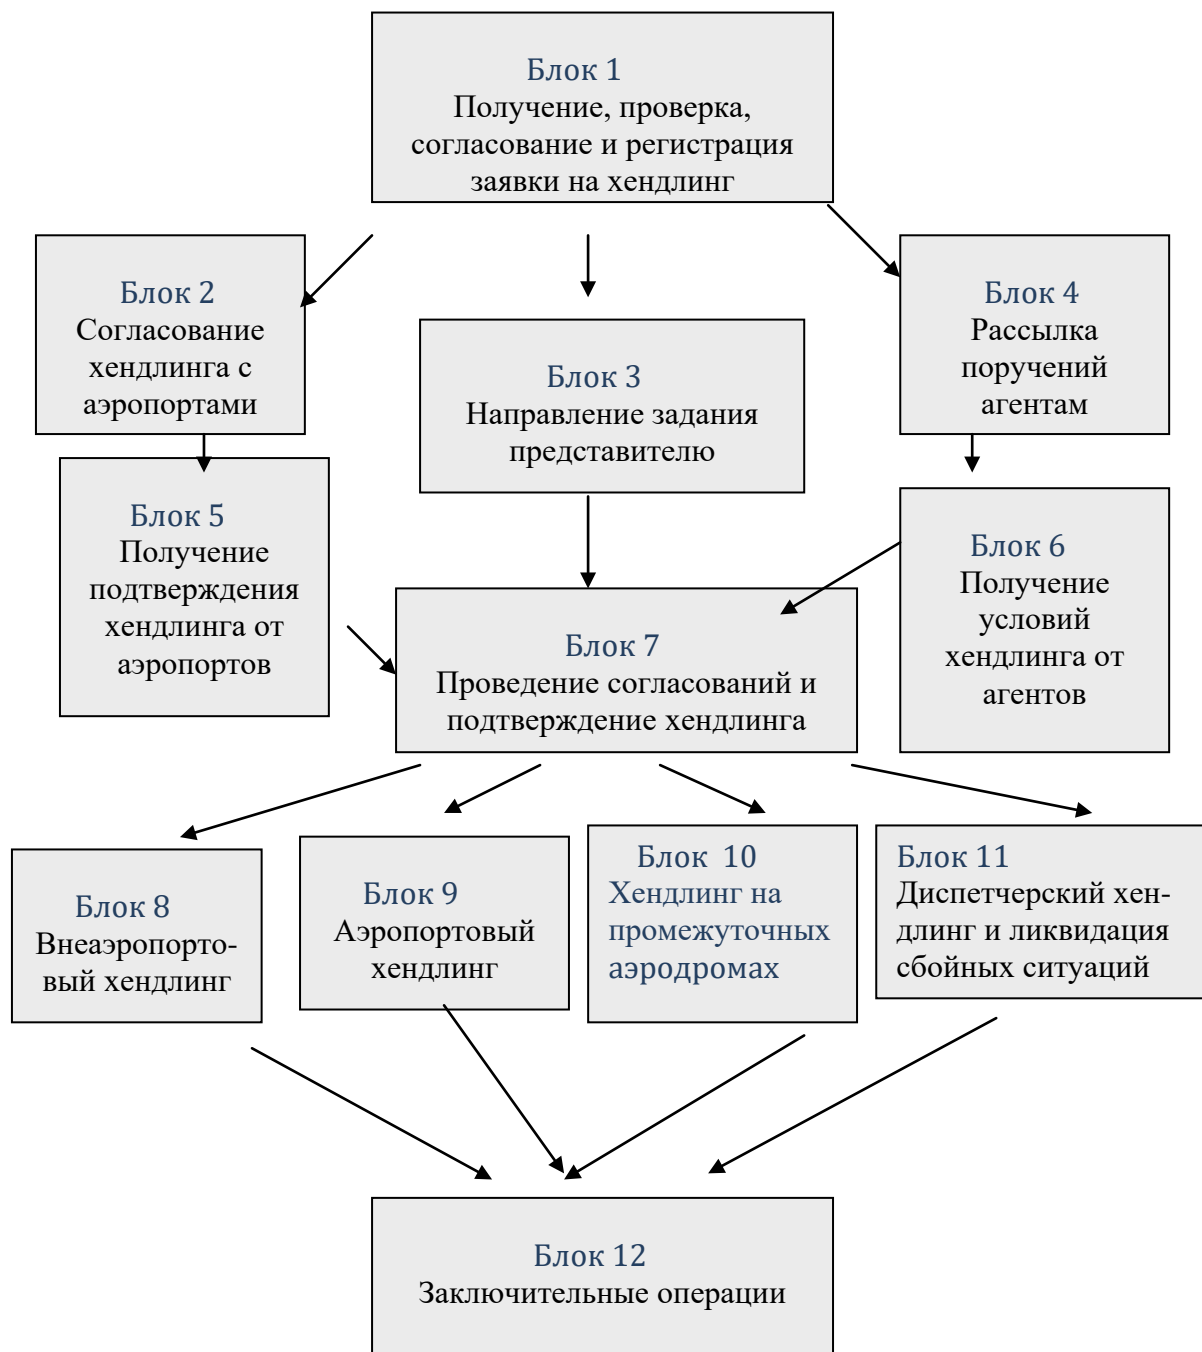 Блок 1
Получение, проверка,
согласование и регистрация
заявки на хендлинг
Блок 2
Согласование
хендлинга с
аэропортами
Блок 3
Направление задания
представителю
Блок 4
Рассылка
поручений
агентам
Блок 5
Получение
подтверждения
хендлинга от
аэропортов
Блок 6
Получение
условий
хендлинга от
агентов
Блок 7
Проведение согласований и
подтверждение хендлинга
Блок 8
Внеаэропорто-
вый хендлинг
Блок 9
Аэропортовый
хендлинг
Блок 10
Хендлинг на
промежуточных
аэродромах
Блок 11
Диспетчерский хен-
длинг и ликвидация
сбойных ситуаций
Блок 12
Заключительные операции